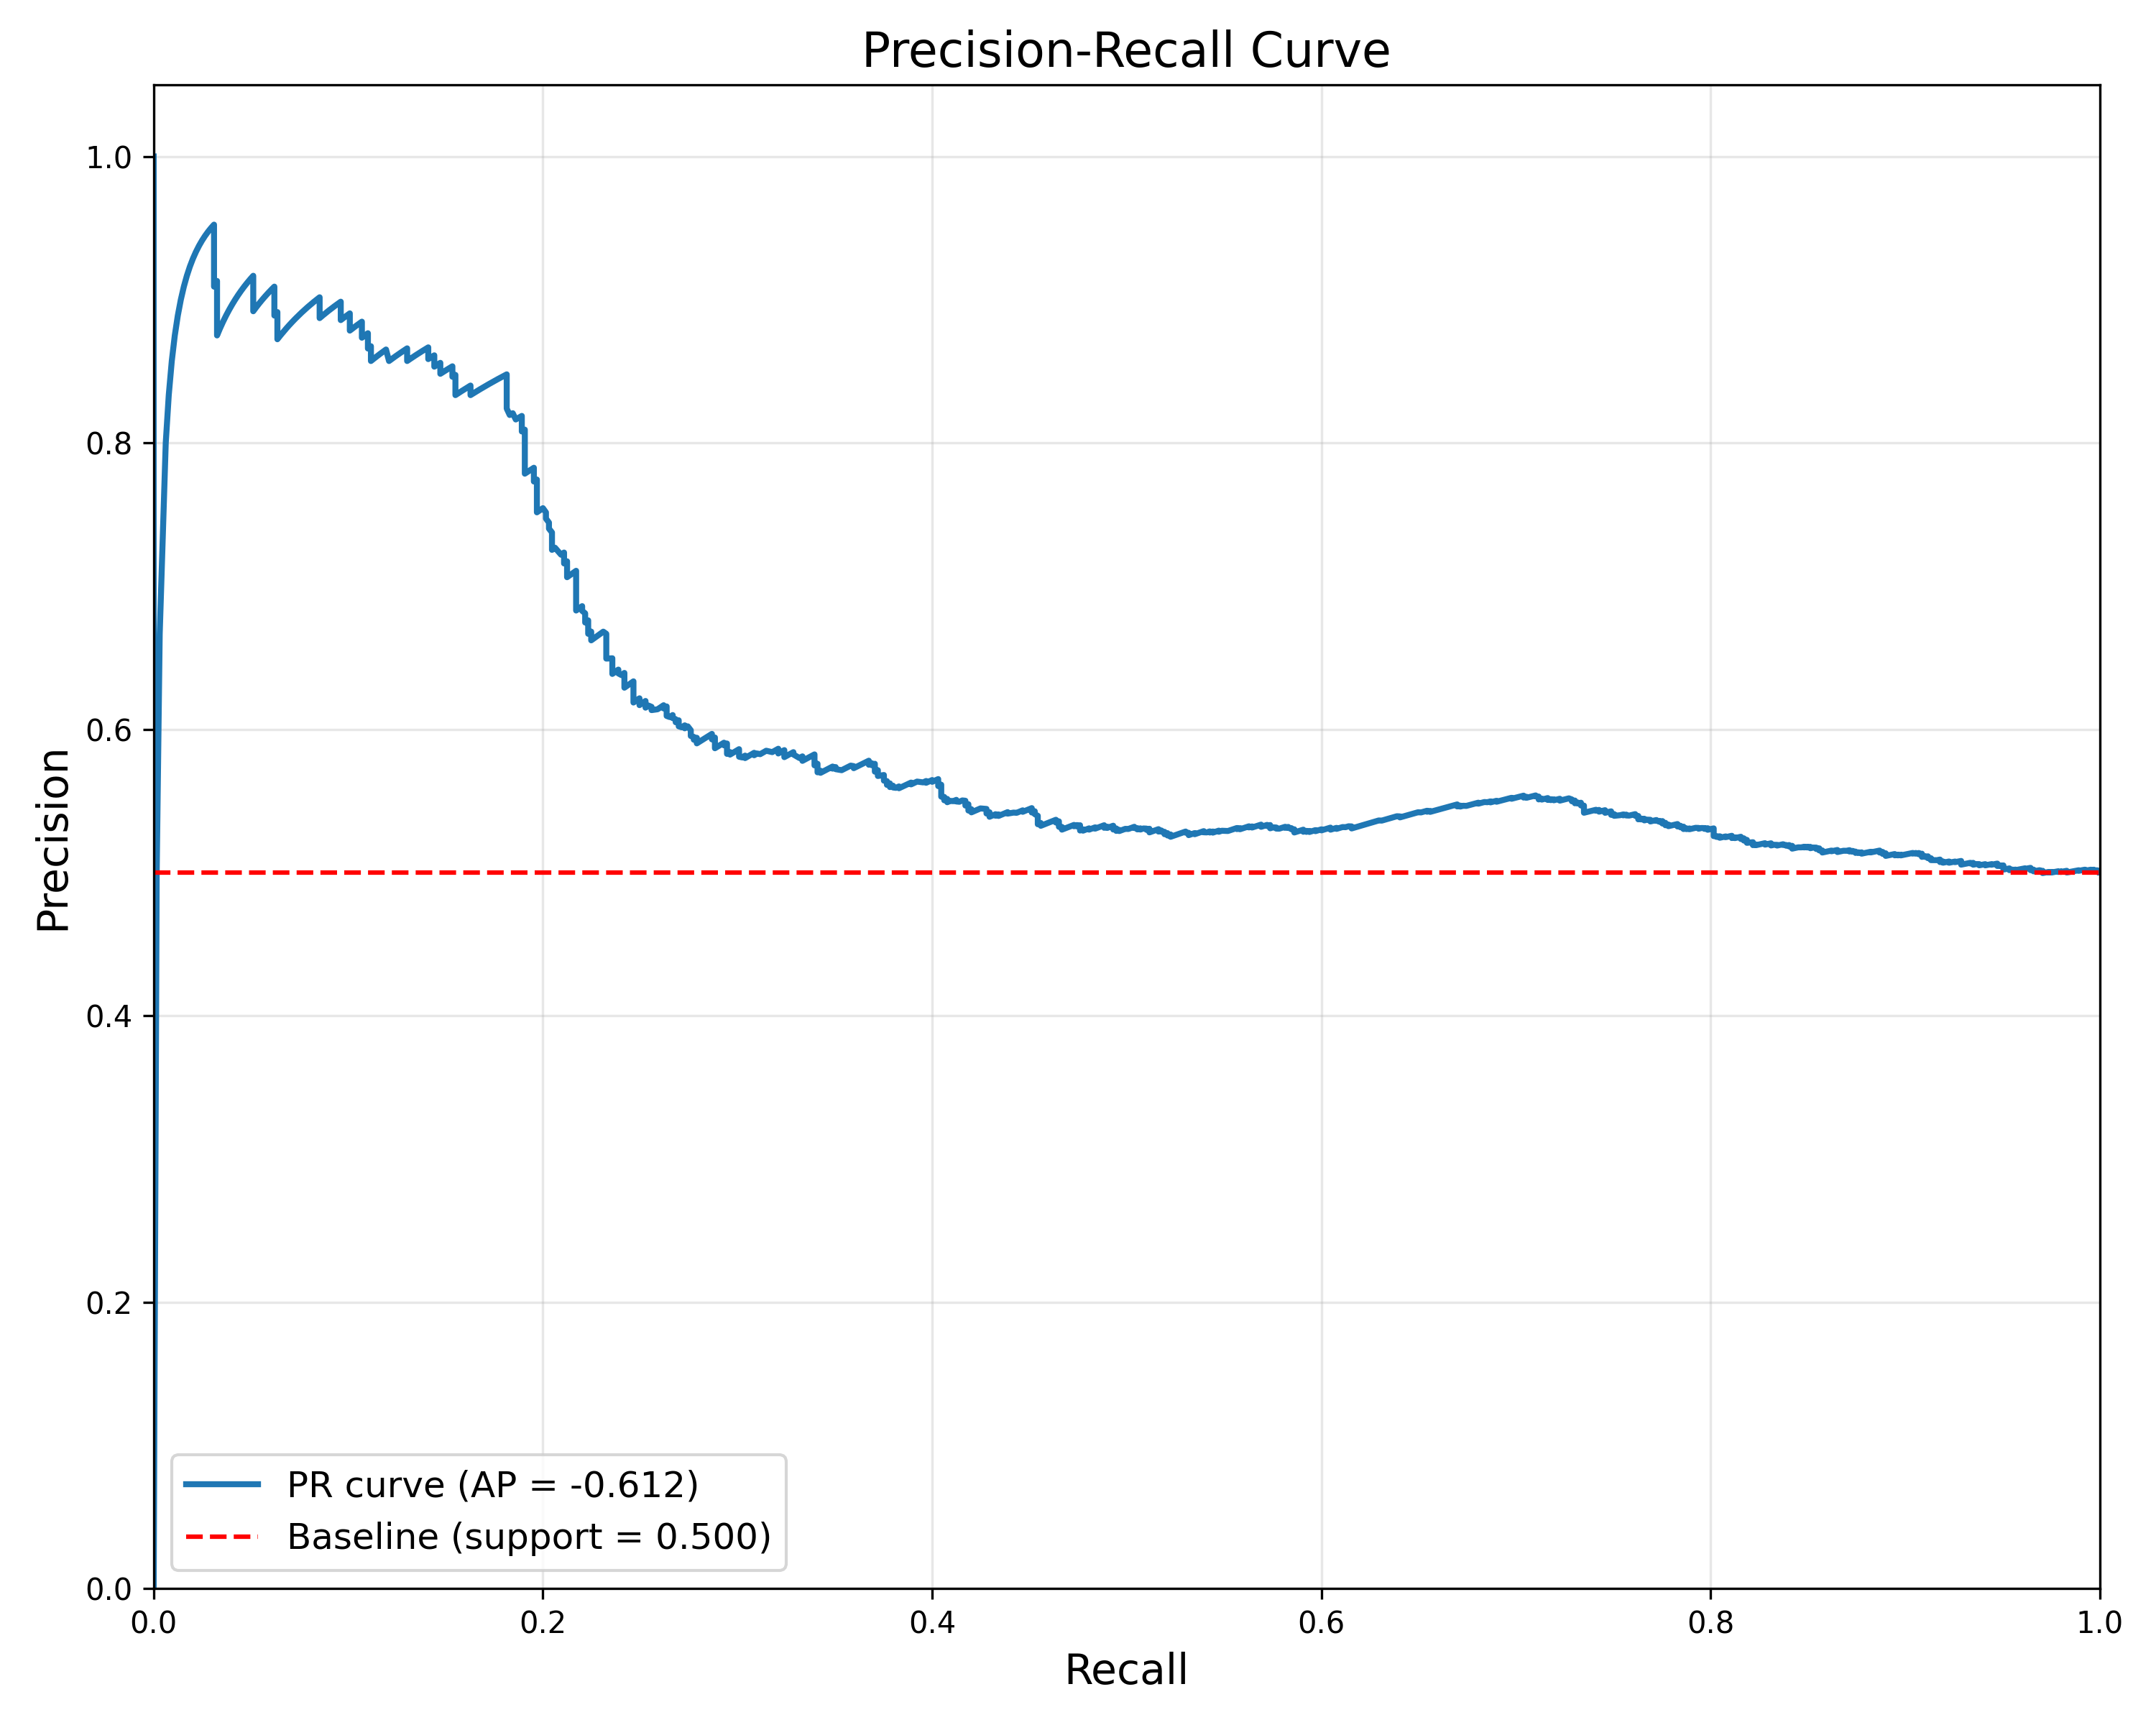 Precision-Recall Curve
1.0
0.8
0.6
0.4
0.2
0.0
Precision
0.0 0.2 0.4 0.6 0.8 1.0
Recall
PR curve (AP = -0.612)
Baseline (support = 0.500)